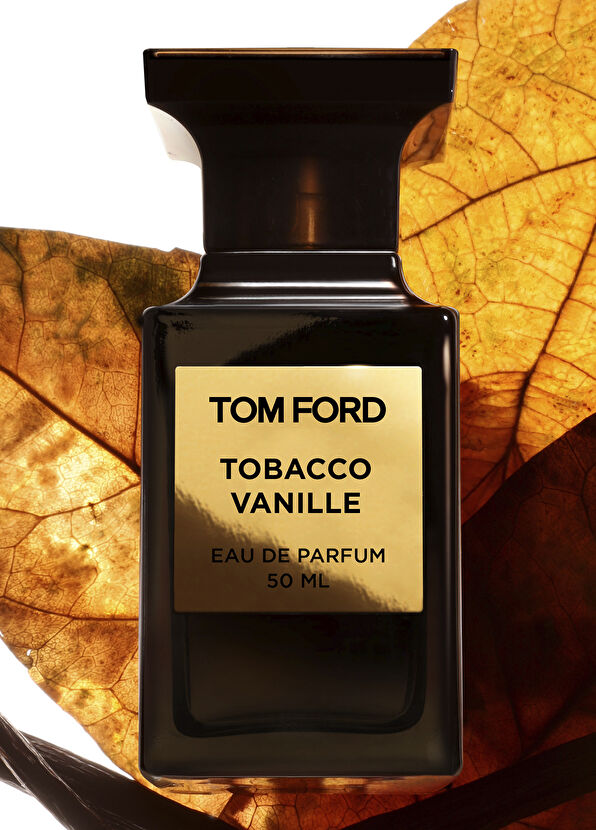 TOM FORD
TOBACCO
VANILLE
EAU DE PARFUM
50 ML